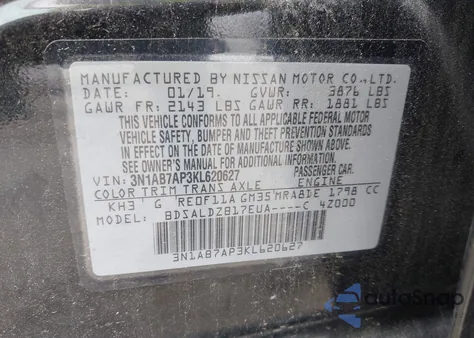 MANUFACTURED BY NISSAN MOTOR CO.,LTD.
DATE: 01/19. GVWR: 3876 LBS
GAWR FR: 2143 LBS GAWR RR: 1881 LBS
THIS VEHICLE CONFORMS TO ALL APPLICABLE FEDERAL MOTOR
VEHICLE SAFETY, BUMPER AND THEFT PREVENTION STANDARDS
IN EFFECT ON THE DATE OF MANUFACTURE SHOWN ABOVE.
SEE OWNER'S MANUAL FOR ADDITIONAL INFORMATION.
PASSENGER CAR
VIN: 3N1AB7AP3KL620627
COLOR TRIM TRANS AXLE ENGINE
KH3 G RE0F11A GM35 MRA8DE 1798 CC
MODEL: BDSALDZB17EUA----C 42000
3N1AB7AP3KL620627
autoSnap